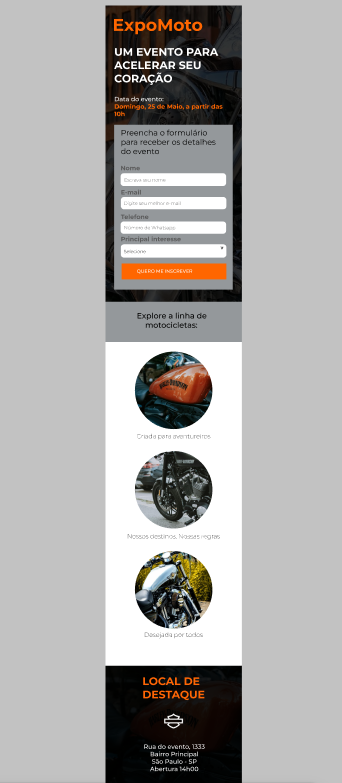 ExpoMoto
UM EVENTO PARA
ACELERAR SEU
CORAÇÃO
Data do evento:
Domingo, 25 de Maio, a partir das
10h
Preencha o formulário
para receber os detalhes
do evento
Nome
Escreva seu nome
E-mail
Digite seu melhor e-mail
Telefone
Número do Whatsapp
Principal Interesse
Selecione
QUERO ME INSCREVER
Explore a linha de
motocicletas:
HARLEY-DAVIDSON
Criada para aventureiros
Nossos destinos, Nossas regras
Desejada por todos
LOCAL DE
DESTAQUE
Rua do evento, 1333
Bairro Principal
São Paulo - SP
Abertura 14h00